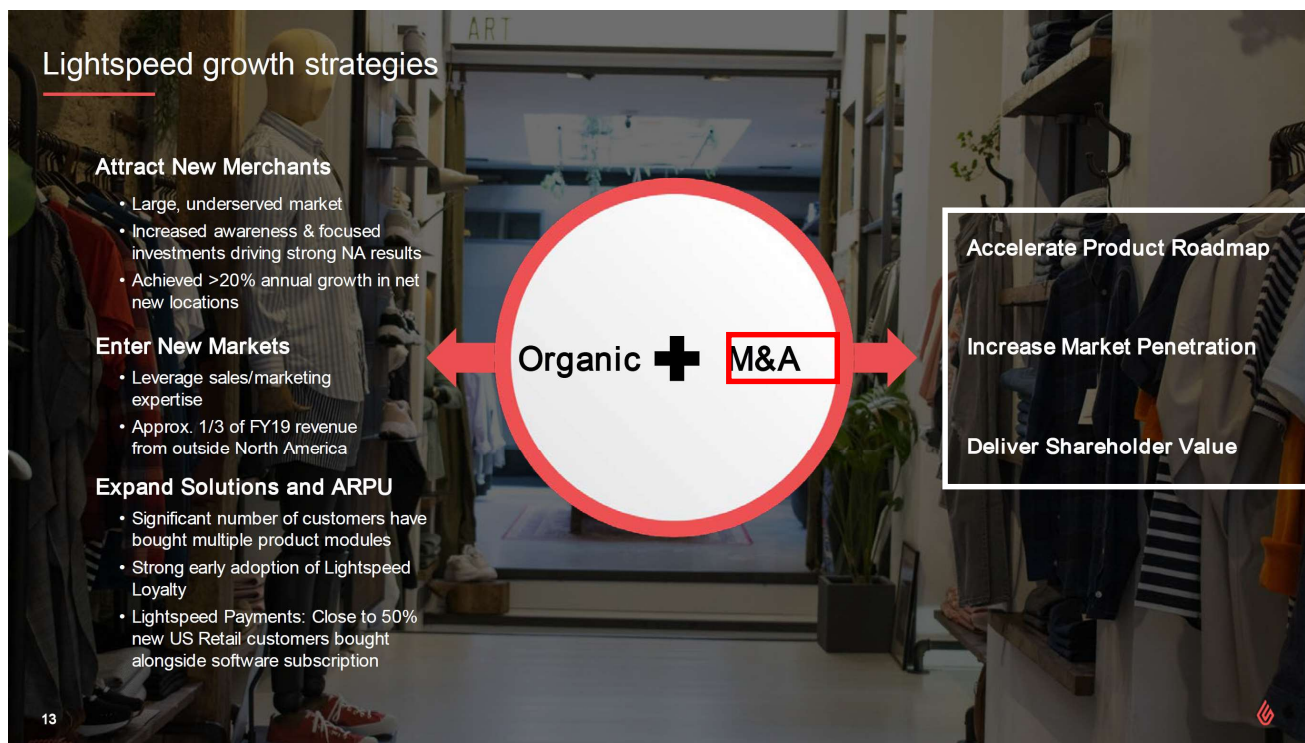 ART
Lightspeed growth strategies
Attract New Merchants
• Large, underserved market
• Increased awareness & focused
investments driving strong NA results
• Achieved >20% annual growth in net
new locations
Enter New Markets
• Leverage sales/marketing
expertise
• Approx. 1/3 of FY19 revenue
from outside North America
Expand Solutions and ARPU
• Significant number of customers have
bought multiple product modules
• Strong early adoption of Lightspeed
Loyalty
• Lightspeed Payments: Close to 50%
new US Retail customers bought
alongside software subscription
Organic + M&A
Accelerate Product Roadmap
Increase Market Penetration
Deliver Shareholder Value
13